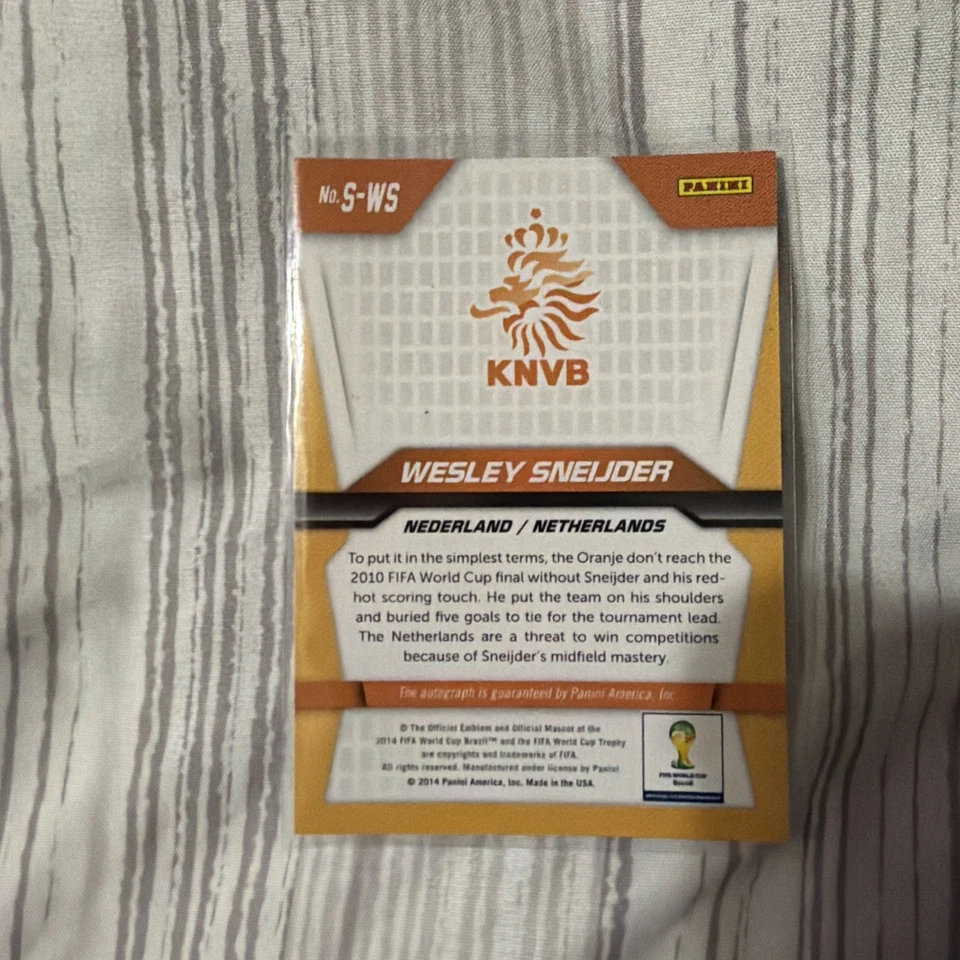 No. S-WS
PANINI
KNVB
WESLEY SNEIJDER
NEDERLAND / NETHERLANDS
To put it in the simplest terms, the Oranje don't reach the
2010 FIFA World Cup final without Sneijder and his red-
hot scoring touch. He put the team on his shoulders
and buried five goals to tie for the tournament lead.
The Netherlands are a threat to win competitions
because of Sneijder's midfield mastery.
The autograph is guaranteed by Panini America, Inc
© The Official Emblem and Official Mascot of the
2014 FIFA World Cup Brazil™ and the FIFA World Cup Trophy
are copyrights and trademarks of FIFA.
All rights reserved. Manufactured under license by Panini
© 2014 Panini America, Inc. Made in the USA.
FIFA WORLD CUP
Brasil